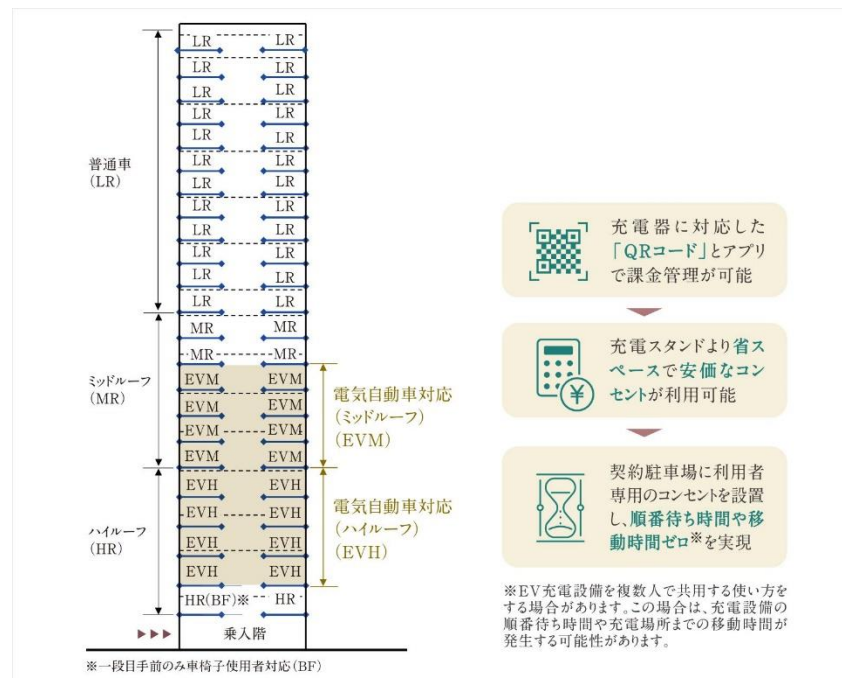 LR LR
LR LR
LR LR
LR LR
LR LR
LR LR
LR LR
LR LR
LR LR
LR LR
LR LR
LR LR
MR MR
MR MR
EVM EVM
EVM EVM
EVM EVM
EVM EVM
EVH EVH
EVH EVH
EVH EVH
EVH EVH
HR(BF)※ HR
乗入階
普通車
(LR)
ミッドルーフ
(MR)
ハイルーフ
(HR)
電気自動車対応
(ミッドルーフ)
(EVM)
電気自動車対応
(ハイルーフ)
(EVH)
※一段目手前のみ車椅子使用者対応(BF)
充電器に対応した
「QRコード」とアプリ
で課金管理が可能
¥
充電スタンドより省ス
ペースで安価なコン
セントが利用可能
契約駐車場に利用者
専用のコンセントを設置
し、順番待ち時間や移
動時間ゼロ※を実現
※EV充電設備を複数人で共用する使い方を
する場合があります。この場合は、充電設備の
順番待ち時間や充電場所までの移動時間が
発生する可能性があります。